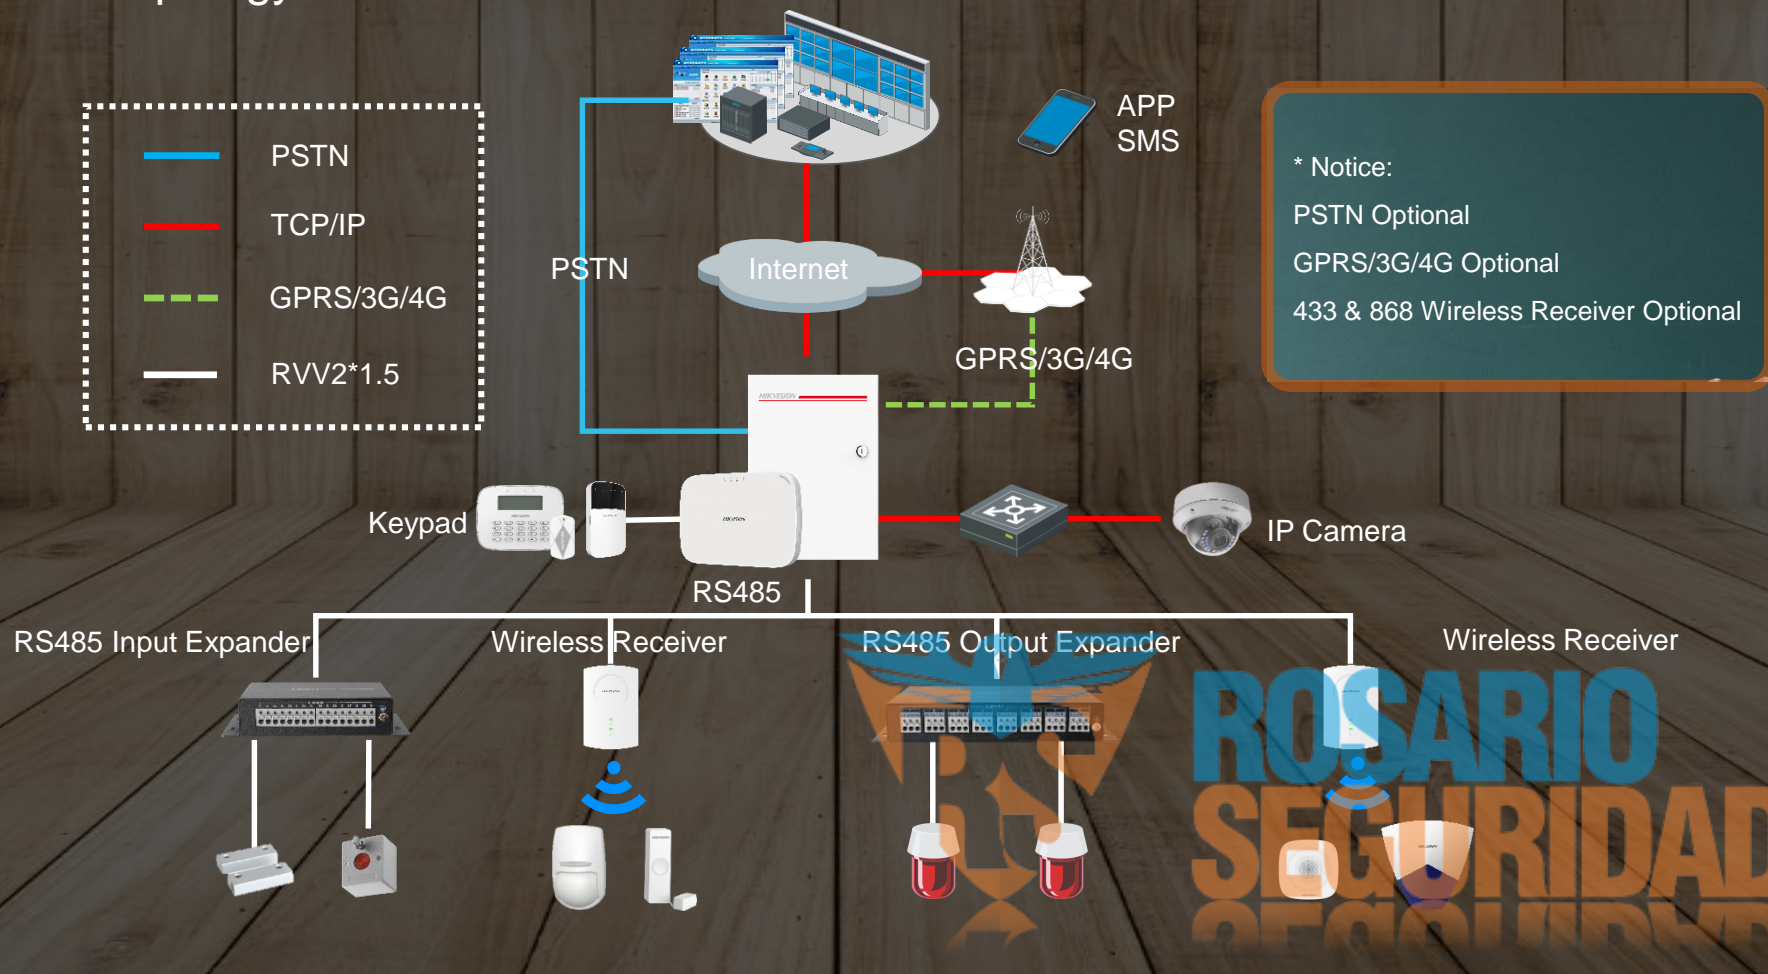 PSTN
TCP/IP
GPRS/3G/4G
RVV2*1.5
APP
SMS
* Notice:
PSTN Optional
GPRS/3G/4G Optional
433 & 868 Wireless Receiver Optional
PSTN
Internet
GPRS/3G/4G
HIKVISION
Keypad
IP Camera
RS485
RS485 Input Expander
Wireless Receiver
RS485 Output Expander
Wireless Receiver
ROSARIO
SEGURIDAD